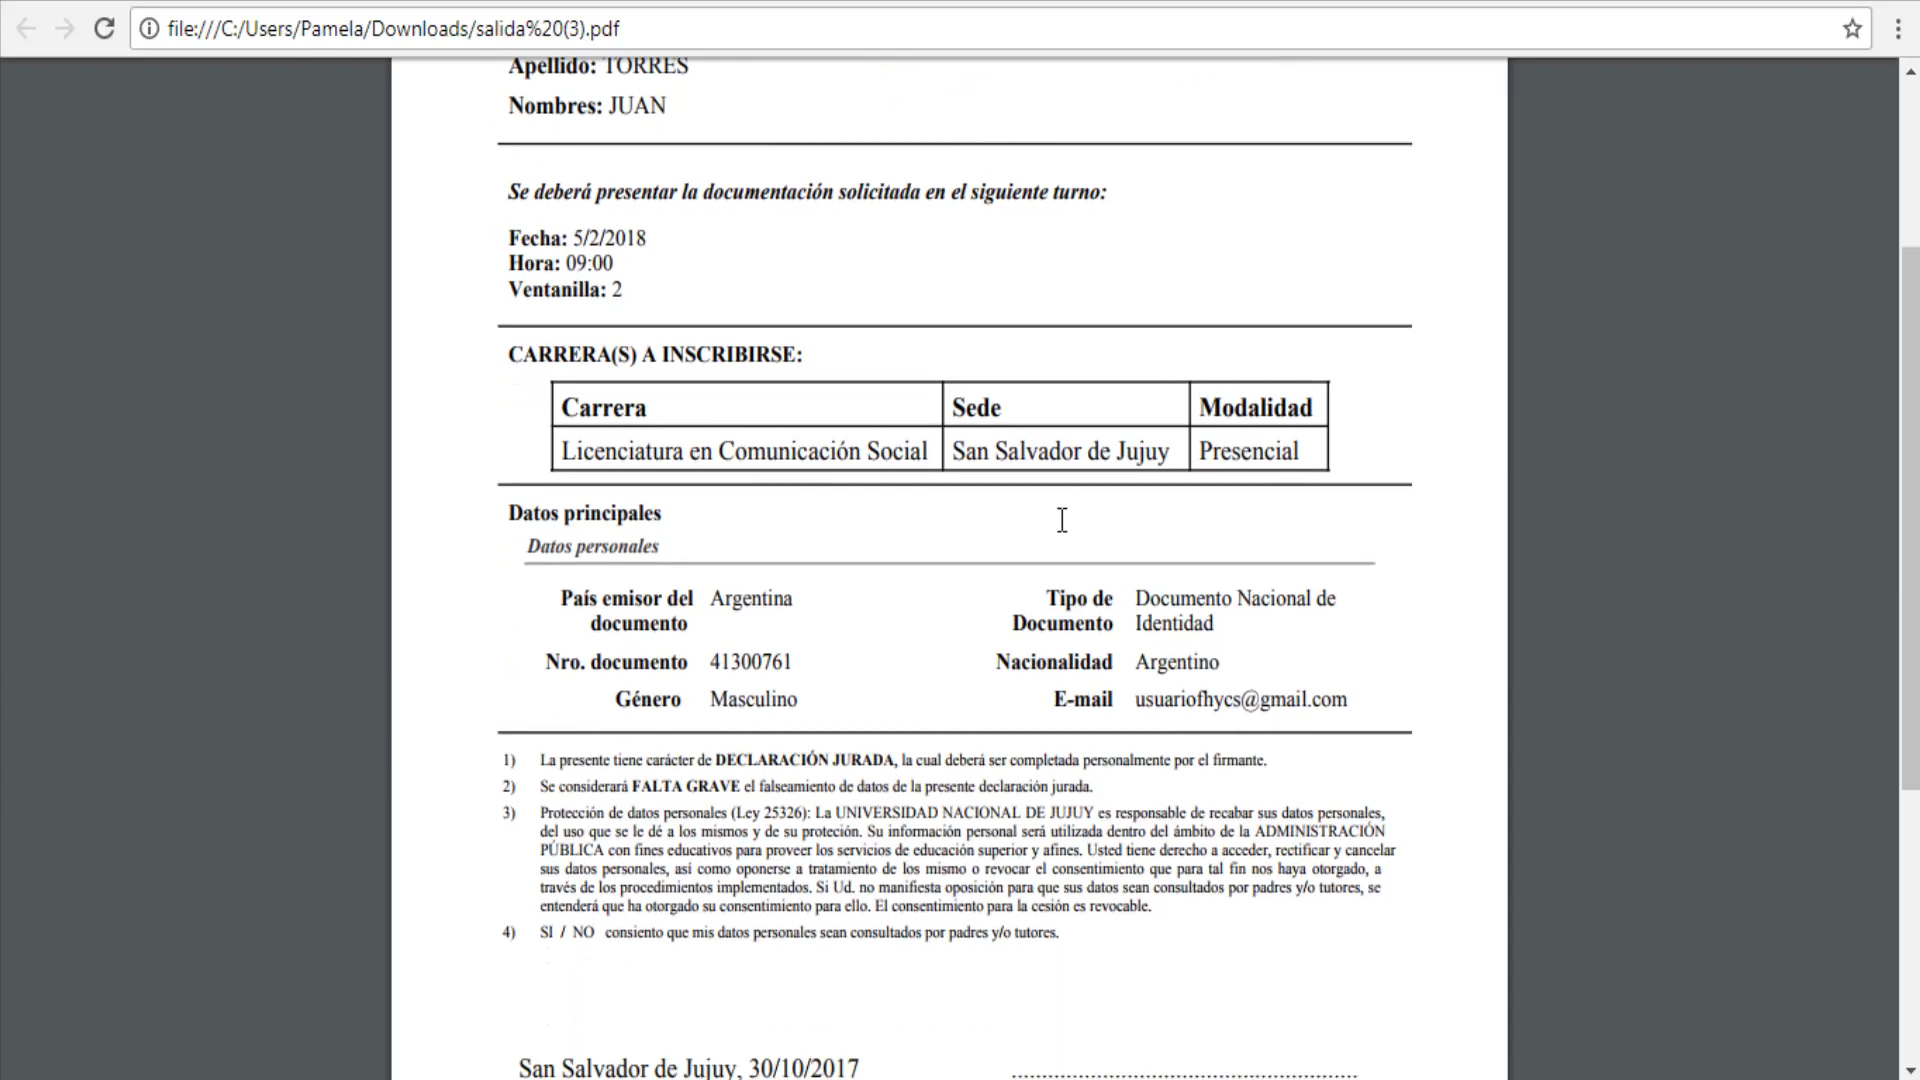 file:///C:/Users/Pamela/Downloads/salida%20(3).pdf
Apellido: TORRES
Nombres: JUAN
Se deberá presentar la documentación solicitada en el siguiente turno:
Fecha: 5/2/2018
Hora: 09:00
Ventanilla: 2
CARRERA(S) A INSCRIBIRSE:
Carrera Sede Modalidad
Licenciatura en Comunicación Social San Salvador de Jujuy Presencial
Datos principales
Datos personales
País emisor del Argentina Tipo de Documento Nacional de
documento Documento Identidad
Nro. documento 41300761 Nacionalidad Argentino
Género Masculino E-mail usuariofhycs@gmail.com
1) La presente tiene carácter de DECLARACIÓN JURADA, la cual deberá ser completada personalmente por el firmante.
2) Se considerará FALTA GRAVE el falseamiento de datos de la presente declaración jurada.
3) Protección de datos personales (Ley 25326): La UNIVERSIDAD NACIONAL DE JUJUY es responsable de recabar sus datos personales,
del uso que se le dé a los mismos y de su proteción. Su información personal será utilizada dentro del ámbito de la ADMINISTRACIÓN
PÚBLICA con fines educativos para proveer los servicios de educación superior y afines. Usted tiene derecho a acceder, rectificar y cancelar
sus datos personales, así como oponerse a tratamiento de los mismo o revocar el consentimiento que para tal fin nos haya otorgado, a
través de los procedimientos implementados. Si Ud. no manifiesta oposición para que sus datos sean consultados por padres y/o tutores, se
entenderá que ha otorgado su consentimiento para ello. El consentimiento para la cesión es revocable.
4) SI / NO consiento que mis datos personales sean consultados por padres y/o tutores.
San Salvador de Jujuy, 30/10/2017 ..........................................................